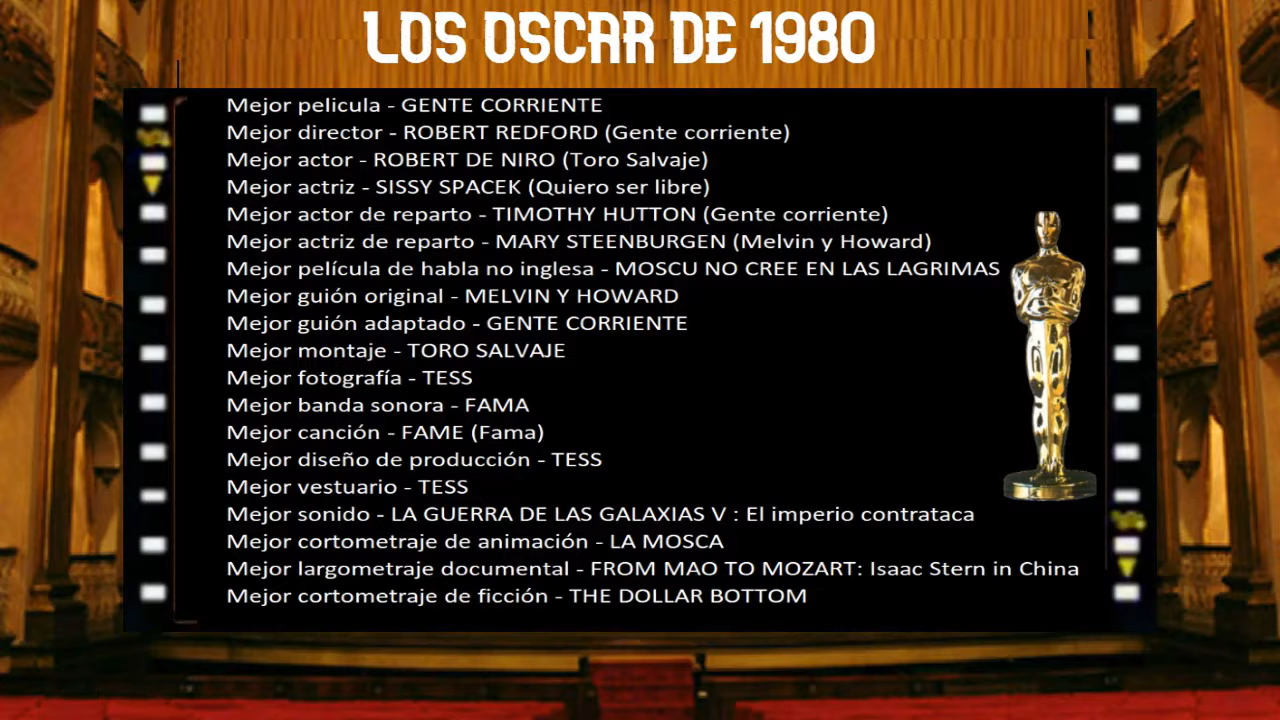 LOS OSCAR DE 1980
Mejor pelicula - GENTE CORRIENTE
Mejor director - ROBERT REDFORD (Gente corriente)
Mejor actor - ROBERT DE NIRO (Toro Salvaje)
Mejor actriz - SISSY SPACEK (Quiero ser libre)
Mejor actor de reparto - TIMOTHY HUTTON (Gente corriente)
Mejor actriz de reparto - MARY STEENBURGEN (Melvin y Howard)
Mejor película de habla no inglesa - MOSCU NO CREE EN LAS LAGRIMAS
Mejor guión original - MELVIN Y HOWARD
Mejor guión adaptado - GENTE CORRIENTE
Mejor montaje - TORO SALVAJE
Mejor fotografía - TESS
Mejor banda sonora - FAMA
Mejor canción - FAME (Fama)
Mejor diseño de producción - TESS
Mejor vestuario - TESS
Mejor sonido - LA GUERRA DE LAS GALAXIAS V : El imperio contrataca
Mejor cortometraje de animación - LA MOSCA
Mejor largometraje documental - FROM MAO TO MOZART: Isaac Stern in China
Mejor cortometraje de ficción - THE DOLLAR BOTTOM